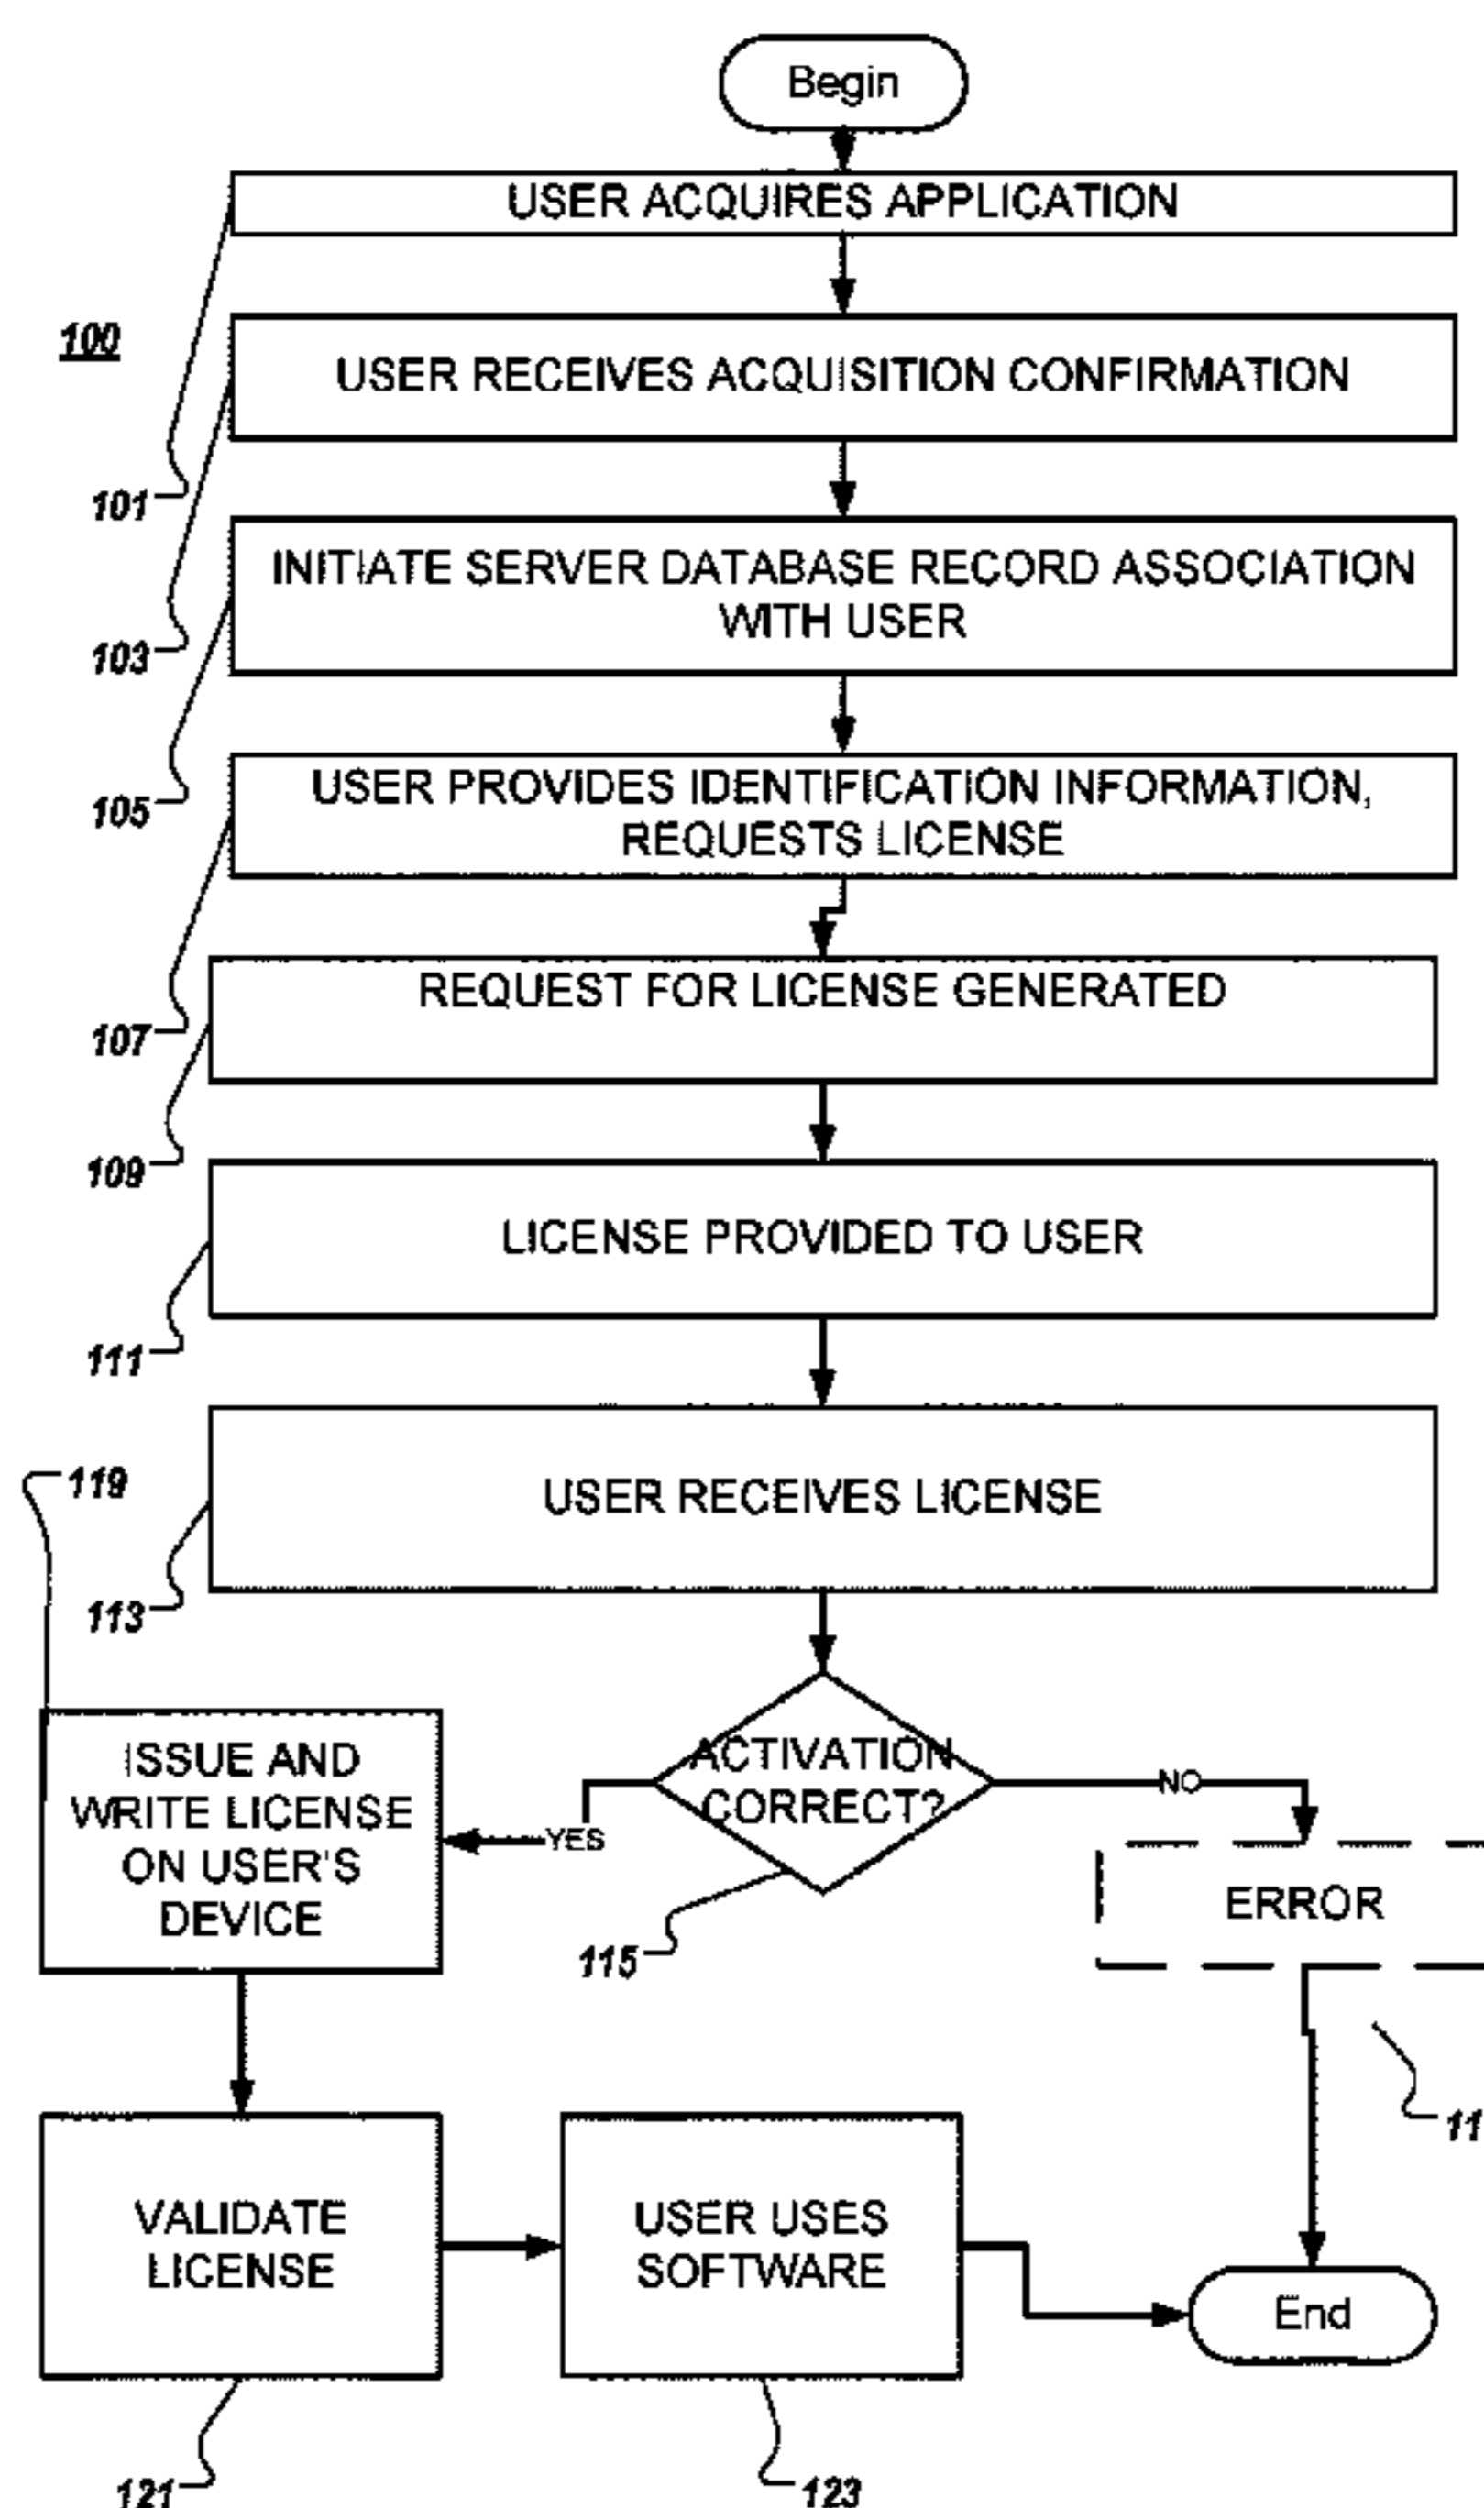 Begin
USER ACQUIRES APPLICATION
100
USER RECEIVES ACQUISITION CONFIRMATION
101
INITIATE SERVER DATABASE RECORD ASSOCIATION
WITH USER
103
USER PROVIDES IDENTIFICATION INFORMATION,
REQUESTS LICENSE
105
REQUEST FOR LICENSE GENERATED
107
109
LICENSE PROVIDED TO USER
111
119
USER RECEIVES LICENSE
113
ACTIVATION
CORRECT?
ISSUE AND
WRITE LICENSE
ON USER'S
DEVICE
YES
NO
ERROR
115
11
VALIDATE
LICENSE
USER USES
SOFTWARE
End
121
123